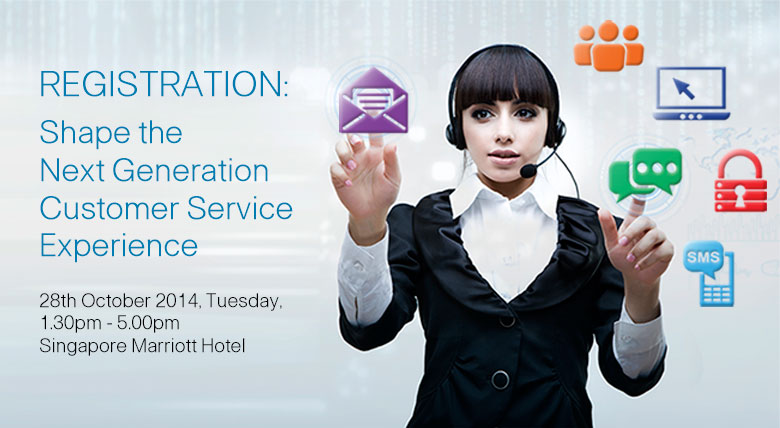 REGISTRATION:
Shape the
Next Generation
Customer Service
Experience
28th October 2014, Tuesday,
1.30pm - 5.00pm
Singapore Marriott Hotel
SMS